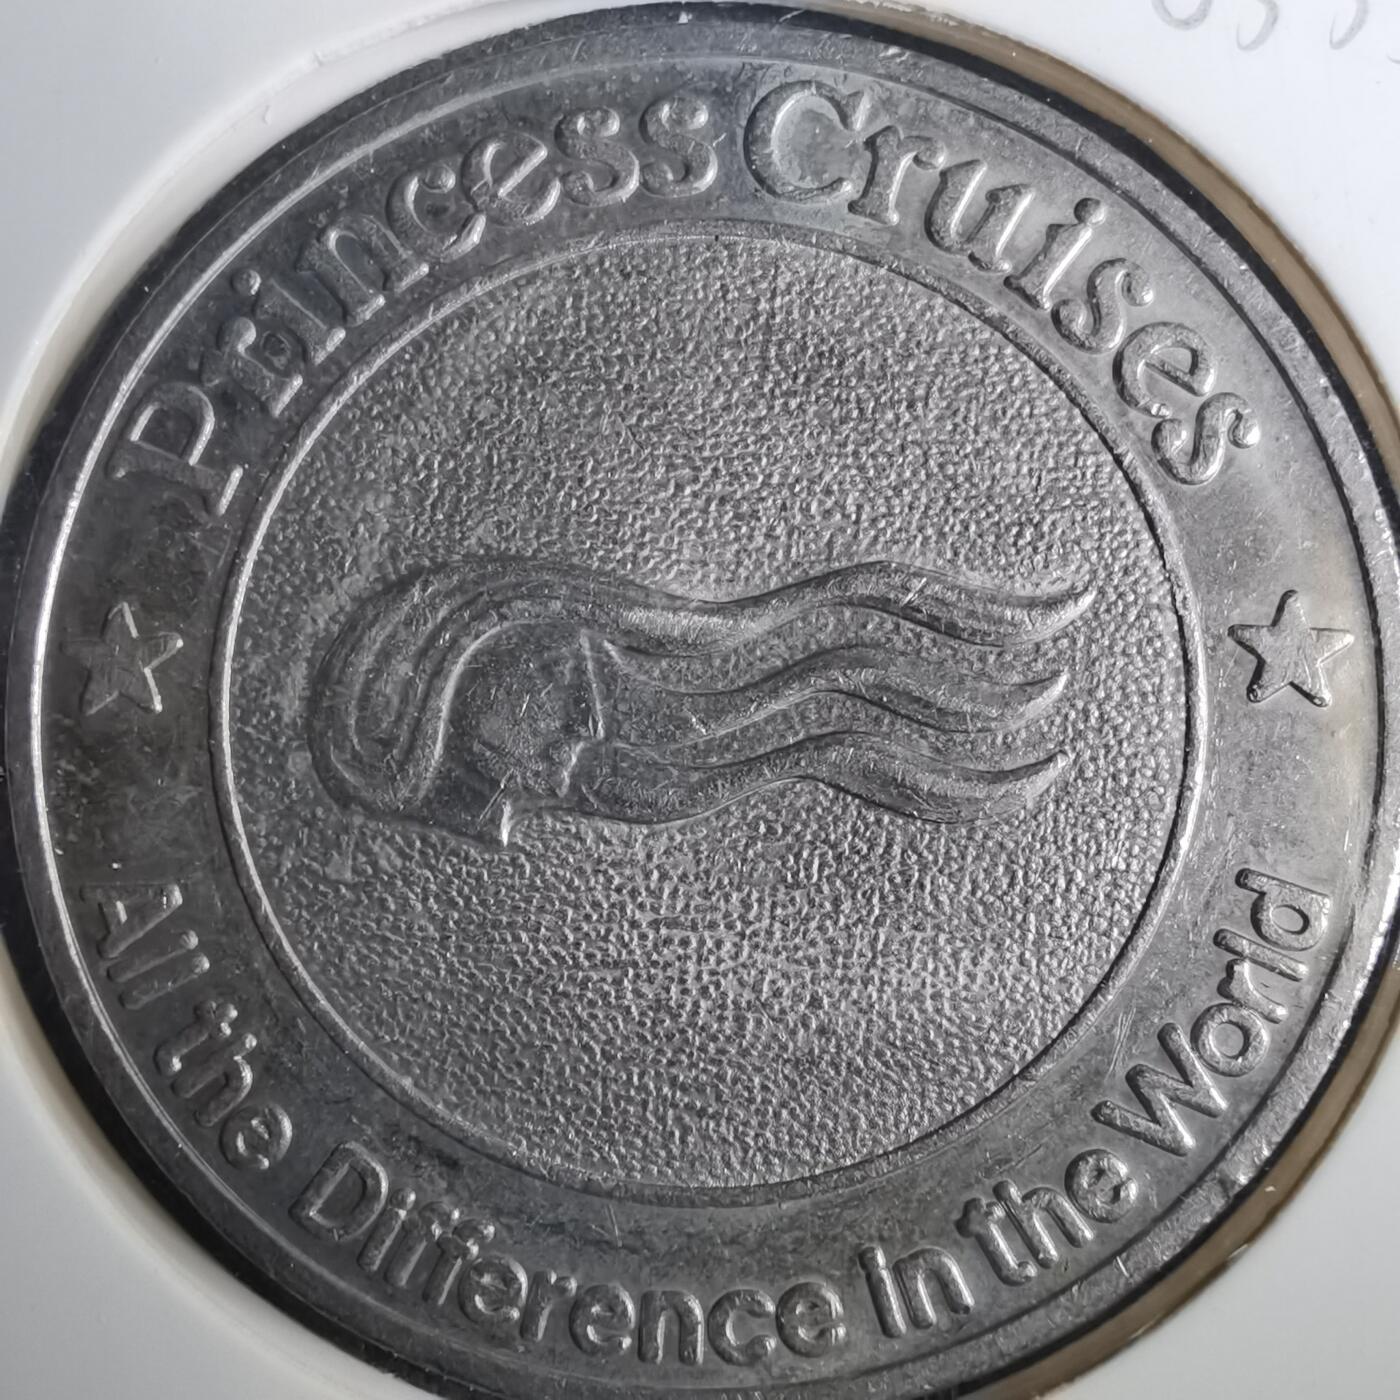 Princess Cruises
All the Difference in the World